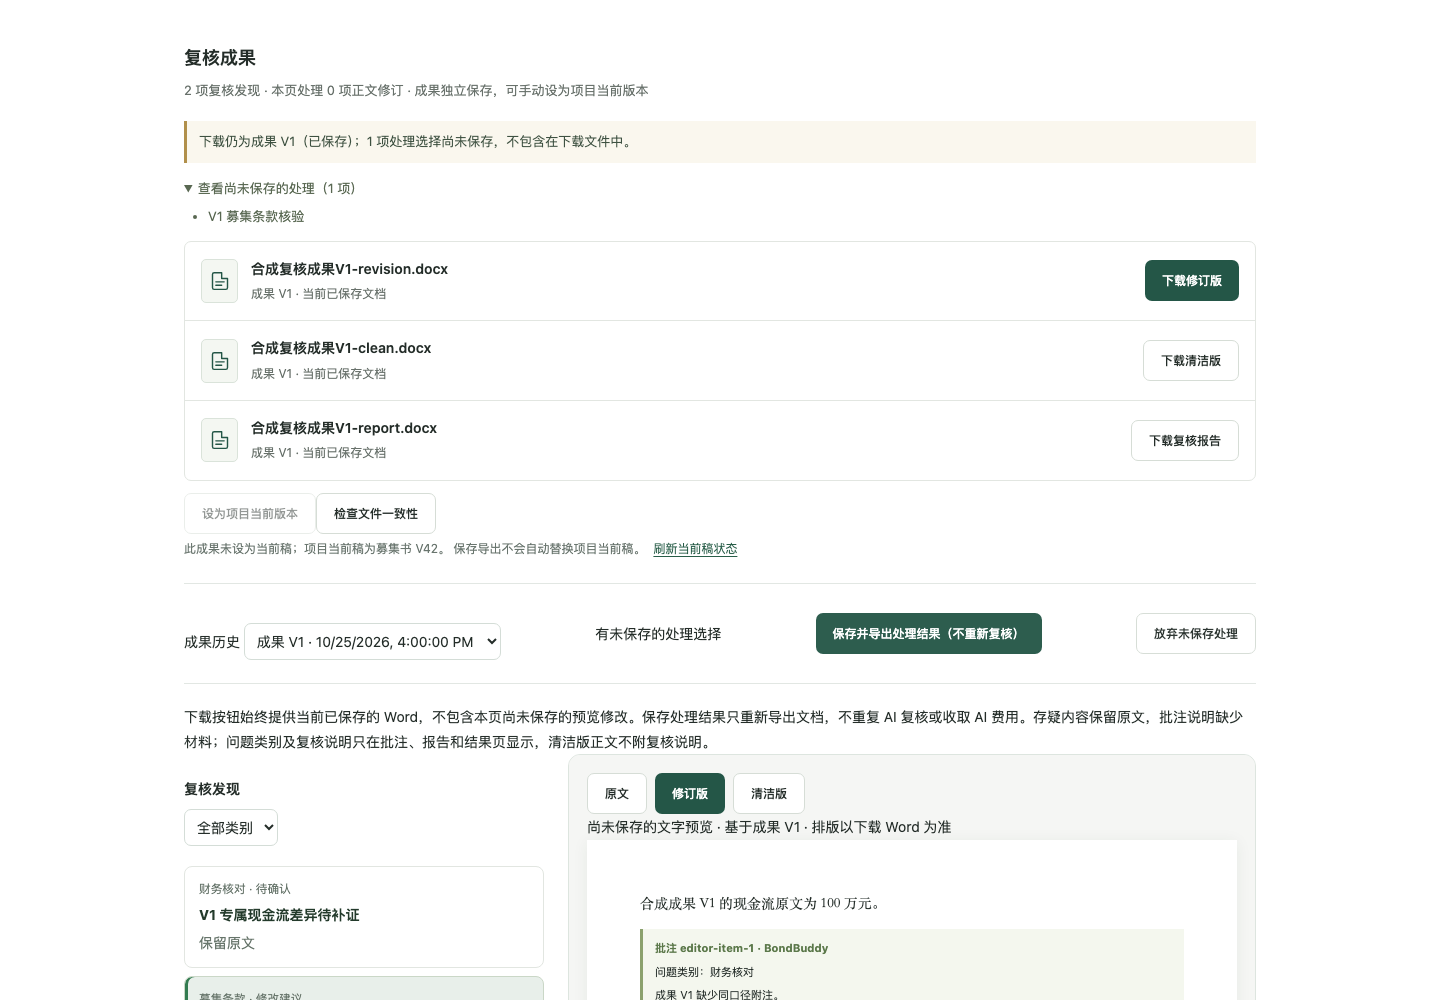 复核成果
2 项复核发现 · 本页处理 0 项正文修订 · 成果独立保存，可手动设为项目当前版本
下载仍为成果 V1（已保存）；1 项处理选择尚未保存，不包含在下载文件中。
▼ 查看尚未保存的处理（1 项）
• V1 募集条款核验
合成复核成果V1-revision.docx
成果 V1 · 当前已保存文档
下载修订版
合成复核成果V1-clean.docx
成果 V1 · 当前已保存文档
下载清洁版
合成复核成果V1-report.docx
成果 V1 · 当前已保存文档
下载复核报告
设为项目当前版本 检查文件一致性
此成果未设为当前稿；项目当前稿为募集书 V42。 保存导出不会自动替换项目当前稿。 刷新当前稿状态
成果历史 成果 V1 · 10/25/2026, 4:00:00 PM 有未保存的处理选择 保存并导出处理结果（不重新复核） 放弃未保存处理
下载按钮始终提供当前已保存的 Word，不包含本页尚未保存的预览修改。保存处理结果只重新导出文档，不重复 AI 复核或收取 AI 费用。存疑内容保留原文，批注说明缺少
材料；问题类别及复核说明只在批注、报告和结果页显示，清洁版正文不附复核说明。
复核发现
全部类别
财务核对 · 待确认
V1 专属现金流差异待补证
保留原文
募集条款 · 修改建议
原文 修订版 清洁版
尚未保存的文字预览 · 基于成果 V1 · 排版以下载 Word 为准
合成成果 V1 的现金流原文为 100 万元。
批注 editor-item-1 · BondBuddy
问题类别：财务核对
成果 V1 缺少同口径附注。